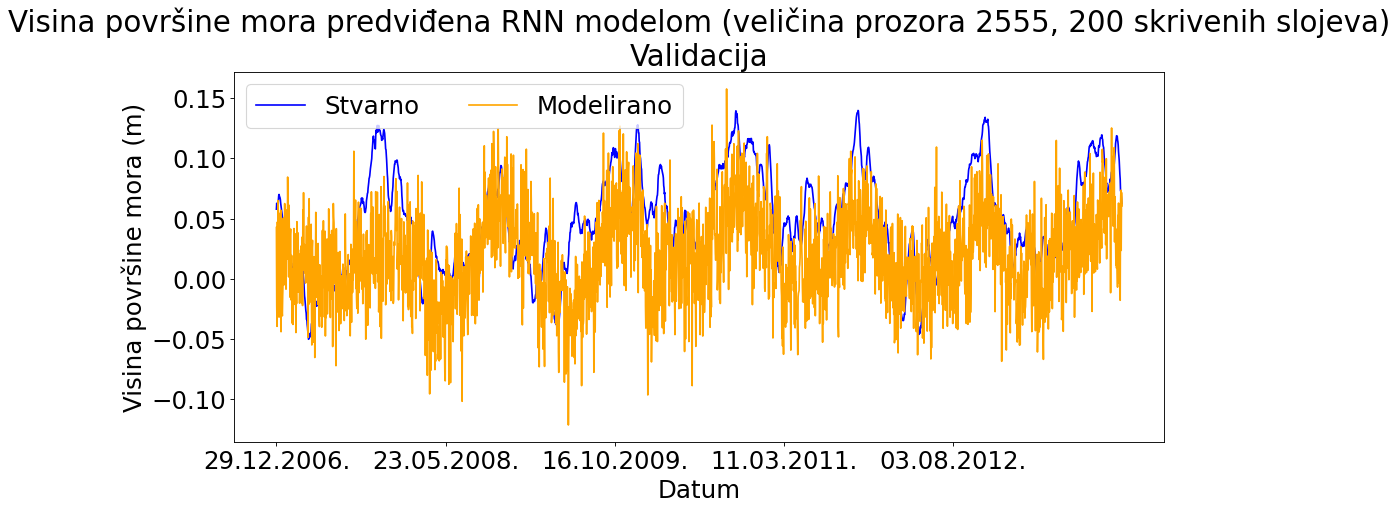 Visina površine mora predviđena RNN modelom (veličina prozora 2555, 200 skrivenih slojeva)
Validacija
Stvarno
Modelirano
Visina površine mora (m)
0.15
0.10
0.05
0.00
−0.05
−0.10
29.12.2006.
23.05.2008.
16.10.2009.
11.03.2011.
03.08.2012.
Datum